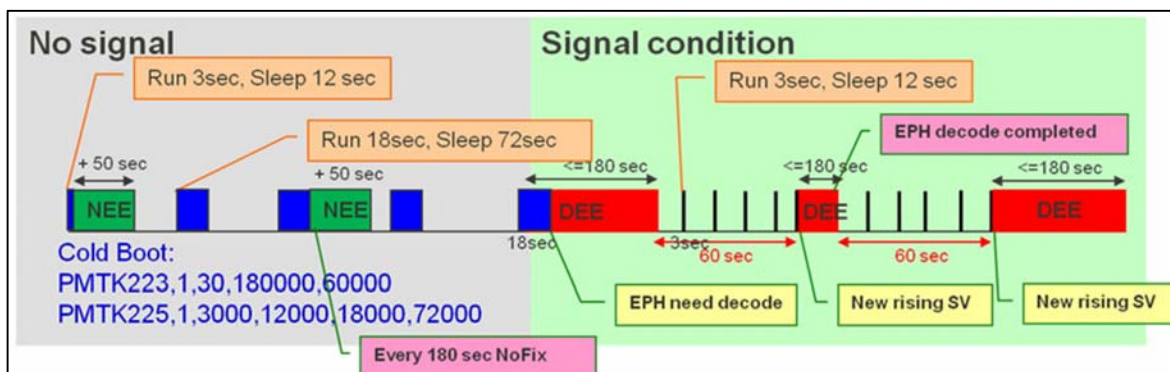 No signal
Signal condition
Run 3sec, Sleep 12 sec
Run 3sec, Sleep 12 sec
Run 18sec, Sleep 72sec
EPH decode completed
+ 50 sec
+ 50 sec
<=180 sec
<=180 sec
<=180 sec
NEE
NEE
DEE
DEE
DEE
18sec
3sec
60 sec
60 sec
Cold Boot:
PMTK223,1,30,180000,60000
PMTK225,1,3000,12000,18000,72000
EPH need decode
New rising SV
New rising SV
Every 180 sec NoFix